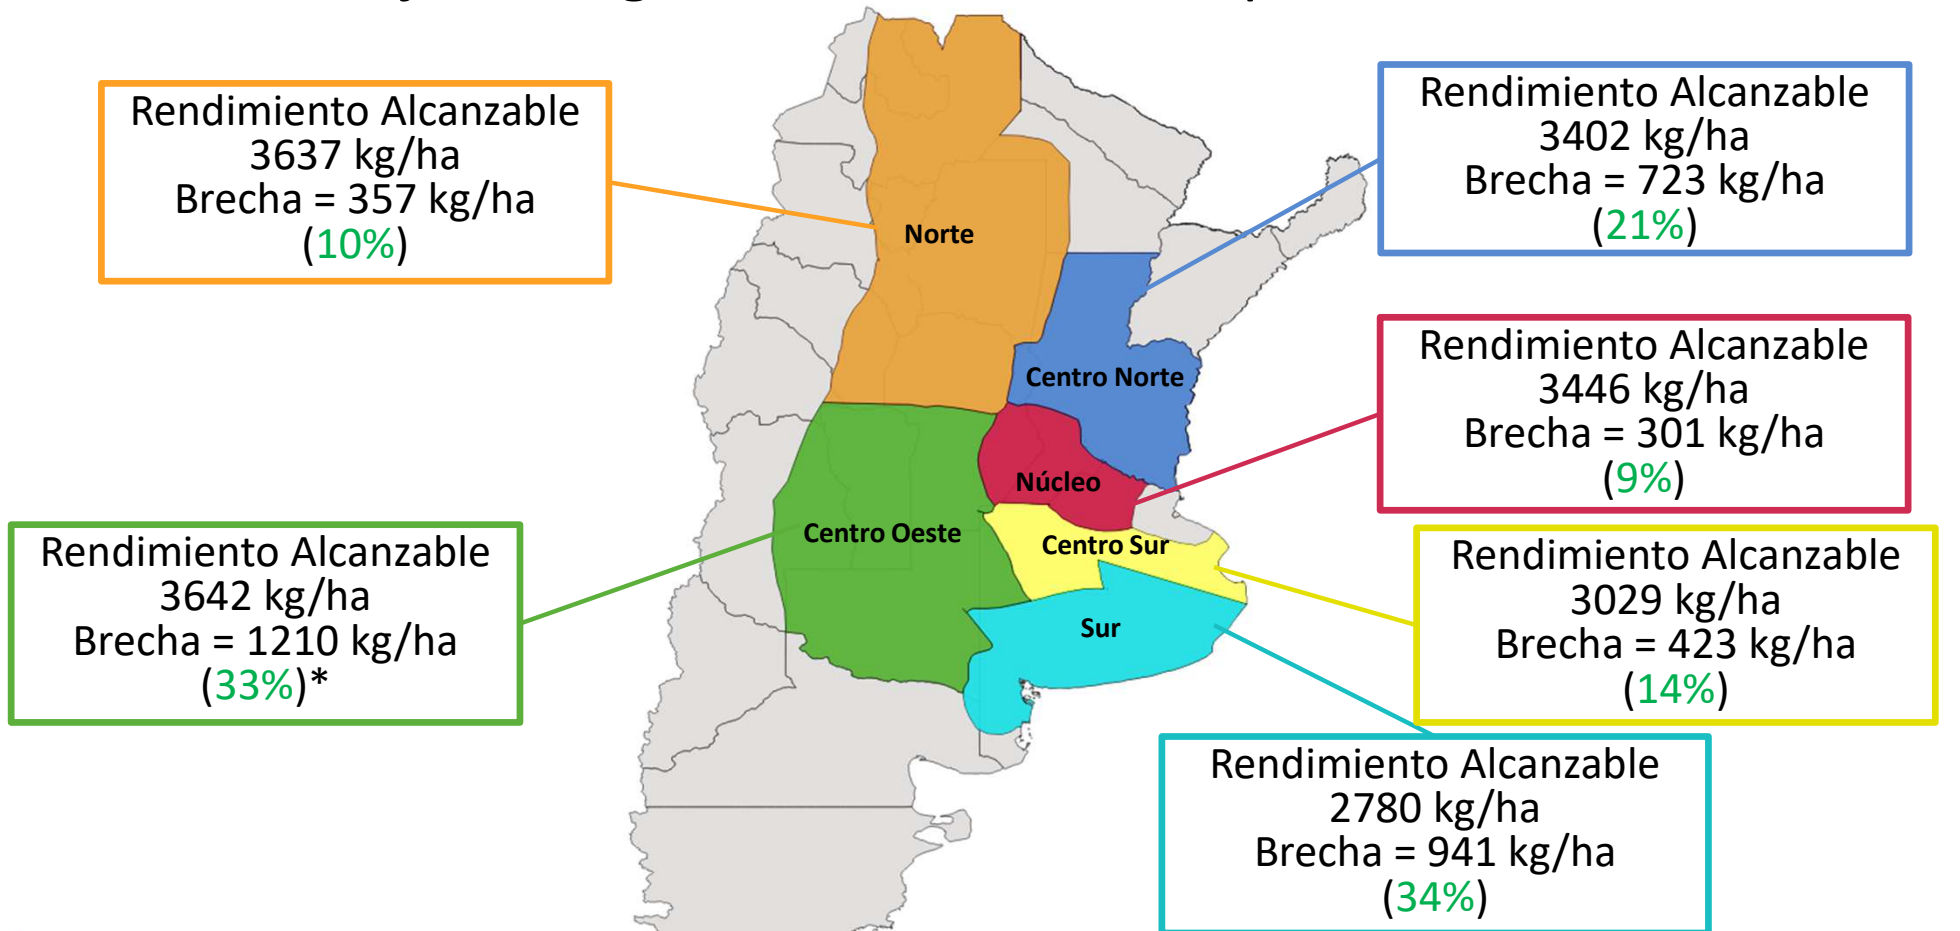 Rendimiento Alcanzable
3637 kg/ha
Brecha = 357 kg/ha
(10%)
Rendimiento Alcanzable
3402 kg/ha
Brecha = 723 kg/ha
(21%)
Norte
Rendimiento Alcanzable
3446 kg/ha
Brecha = 301 kg/ha
(9%)
Centro Norte
Núcleo
Centro Oeste
Centro Sur
Sur
Rendimiento Alcanzable
3642 kg/ha
Brecha = 1210 kg/ha
(33%)*
Rendimiento Alcanzable
3029 kg/ha
Brecha = 423 kg/ha
(14%)
Rendimiento Alcanzable
2780 kg/ha
Brecha = 941 kg/ha
(34%)